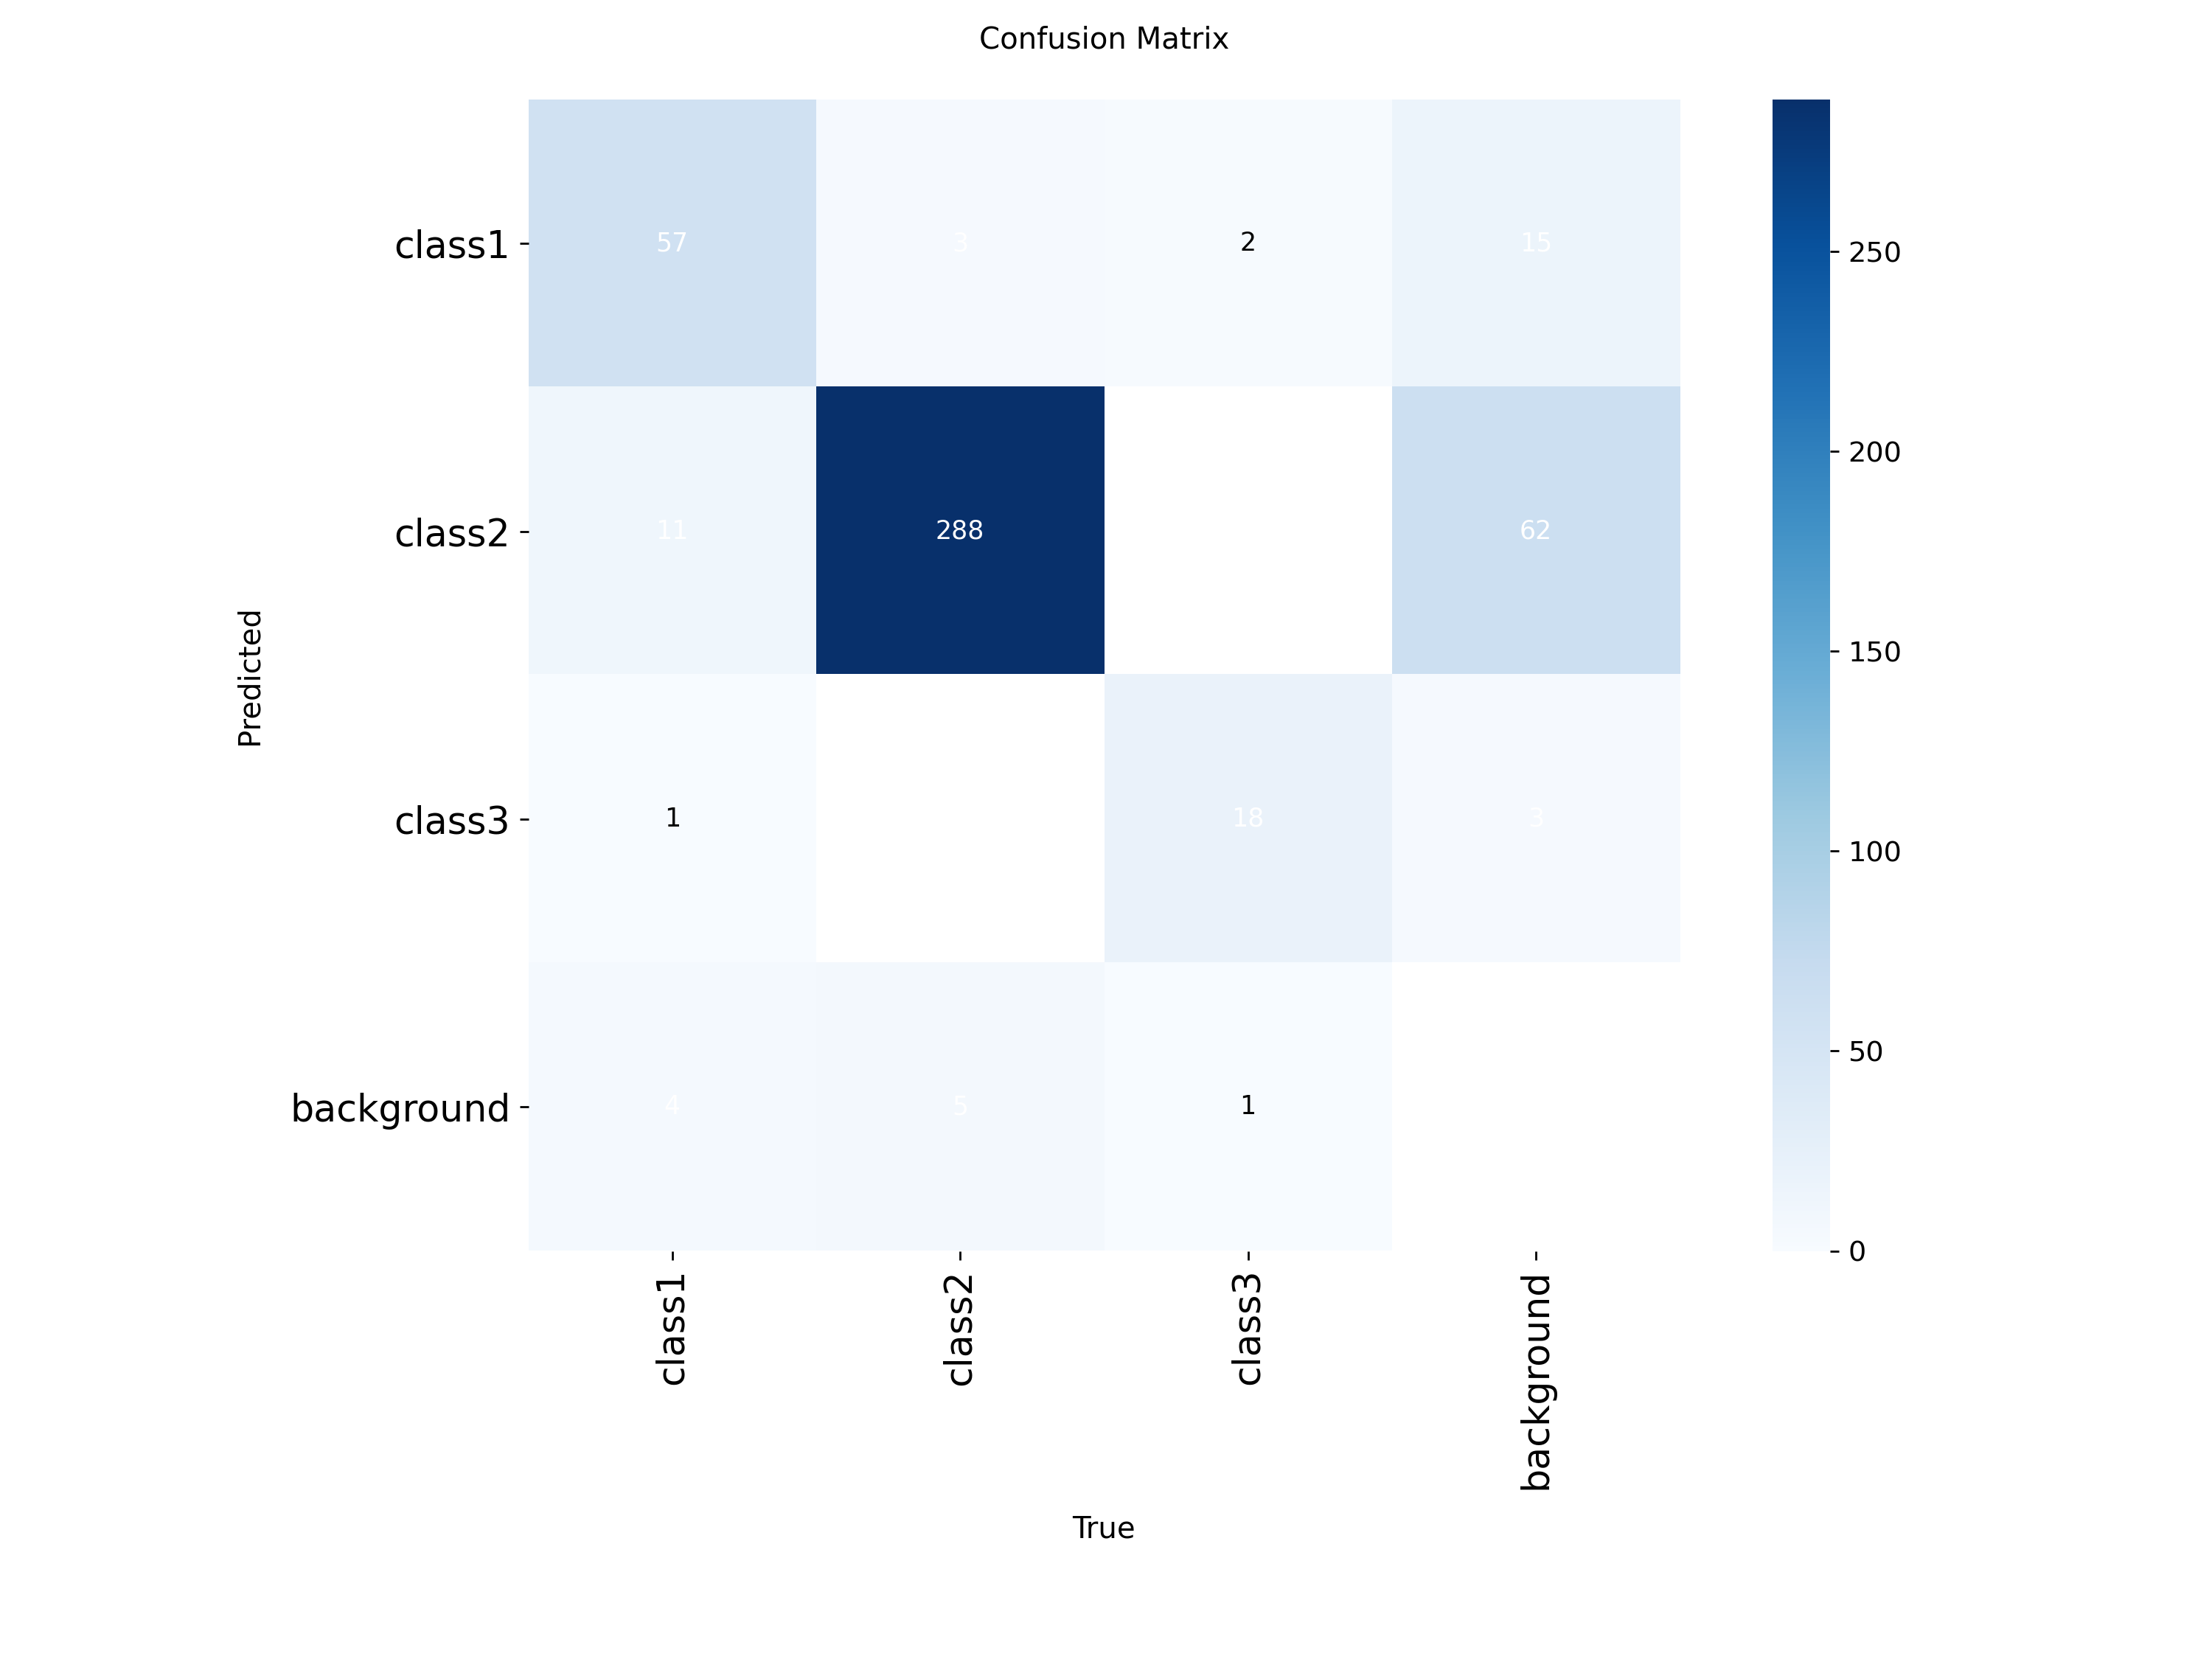 Confusion Matrix
class1
57
3
2
15
class2
11
288
62
class3
1
18
3
background
4
5
1
Predicted
class1
class2
class3
background
True
250
200
150
100
50
0